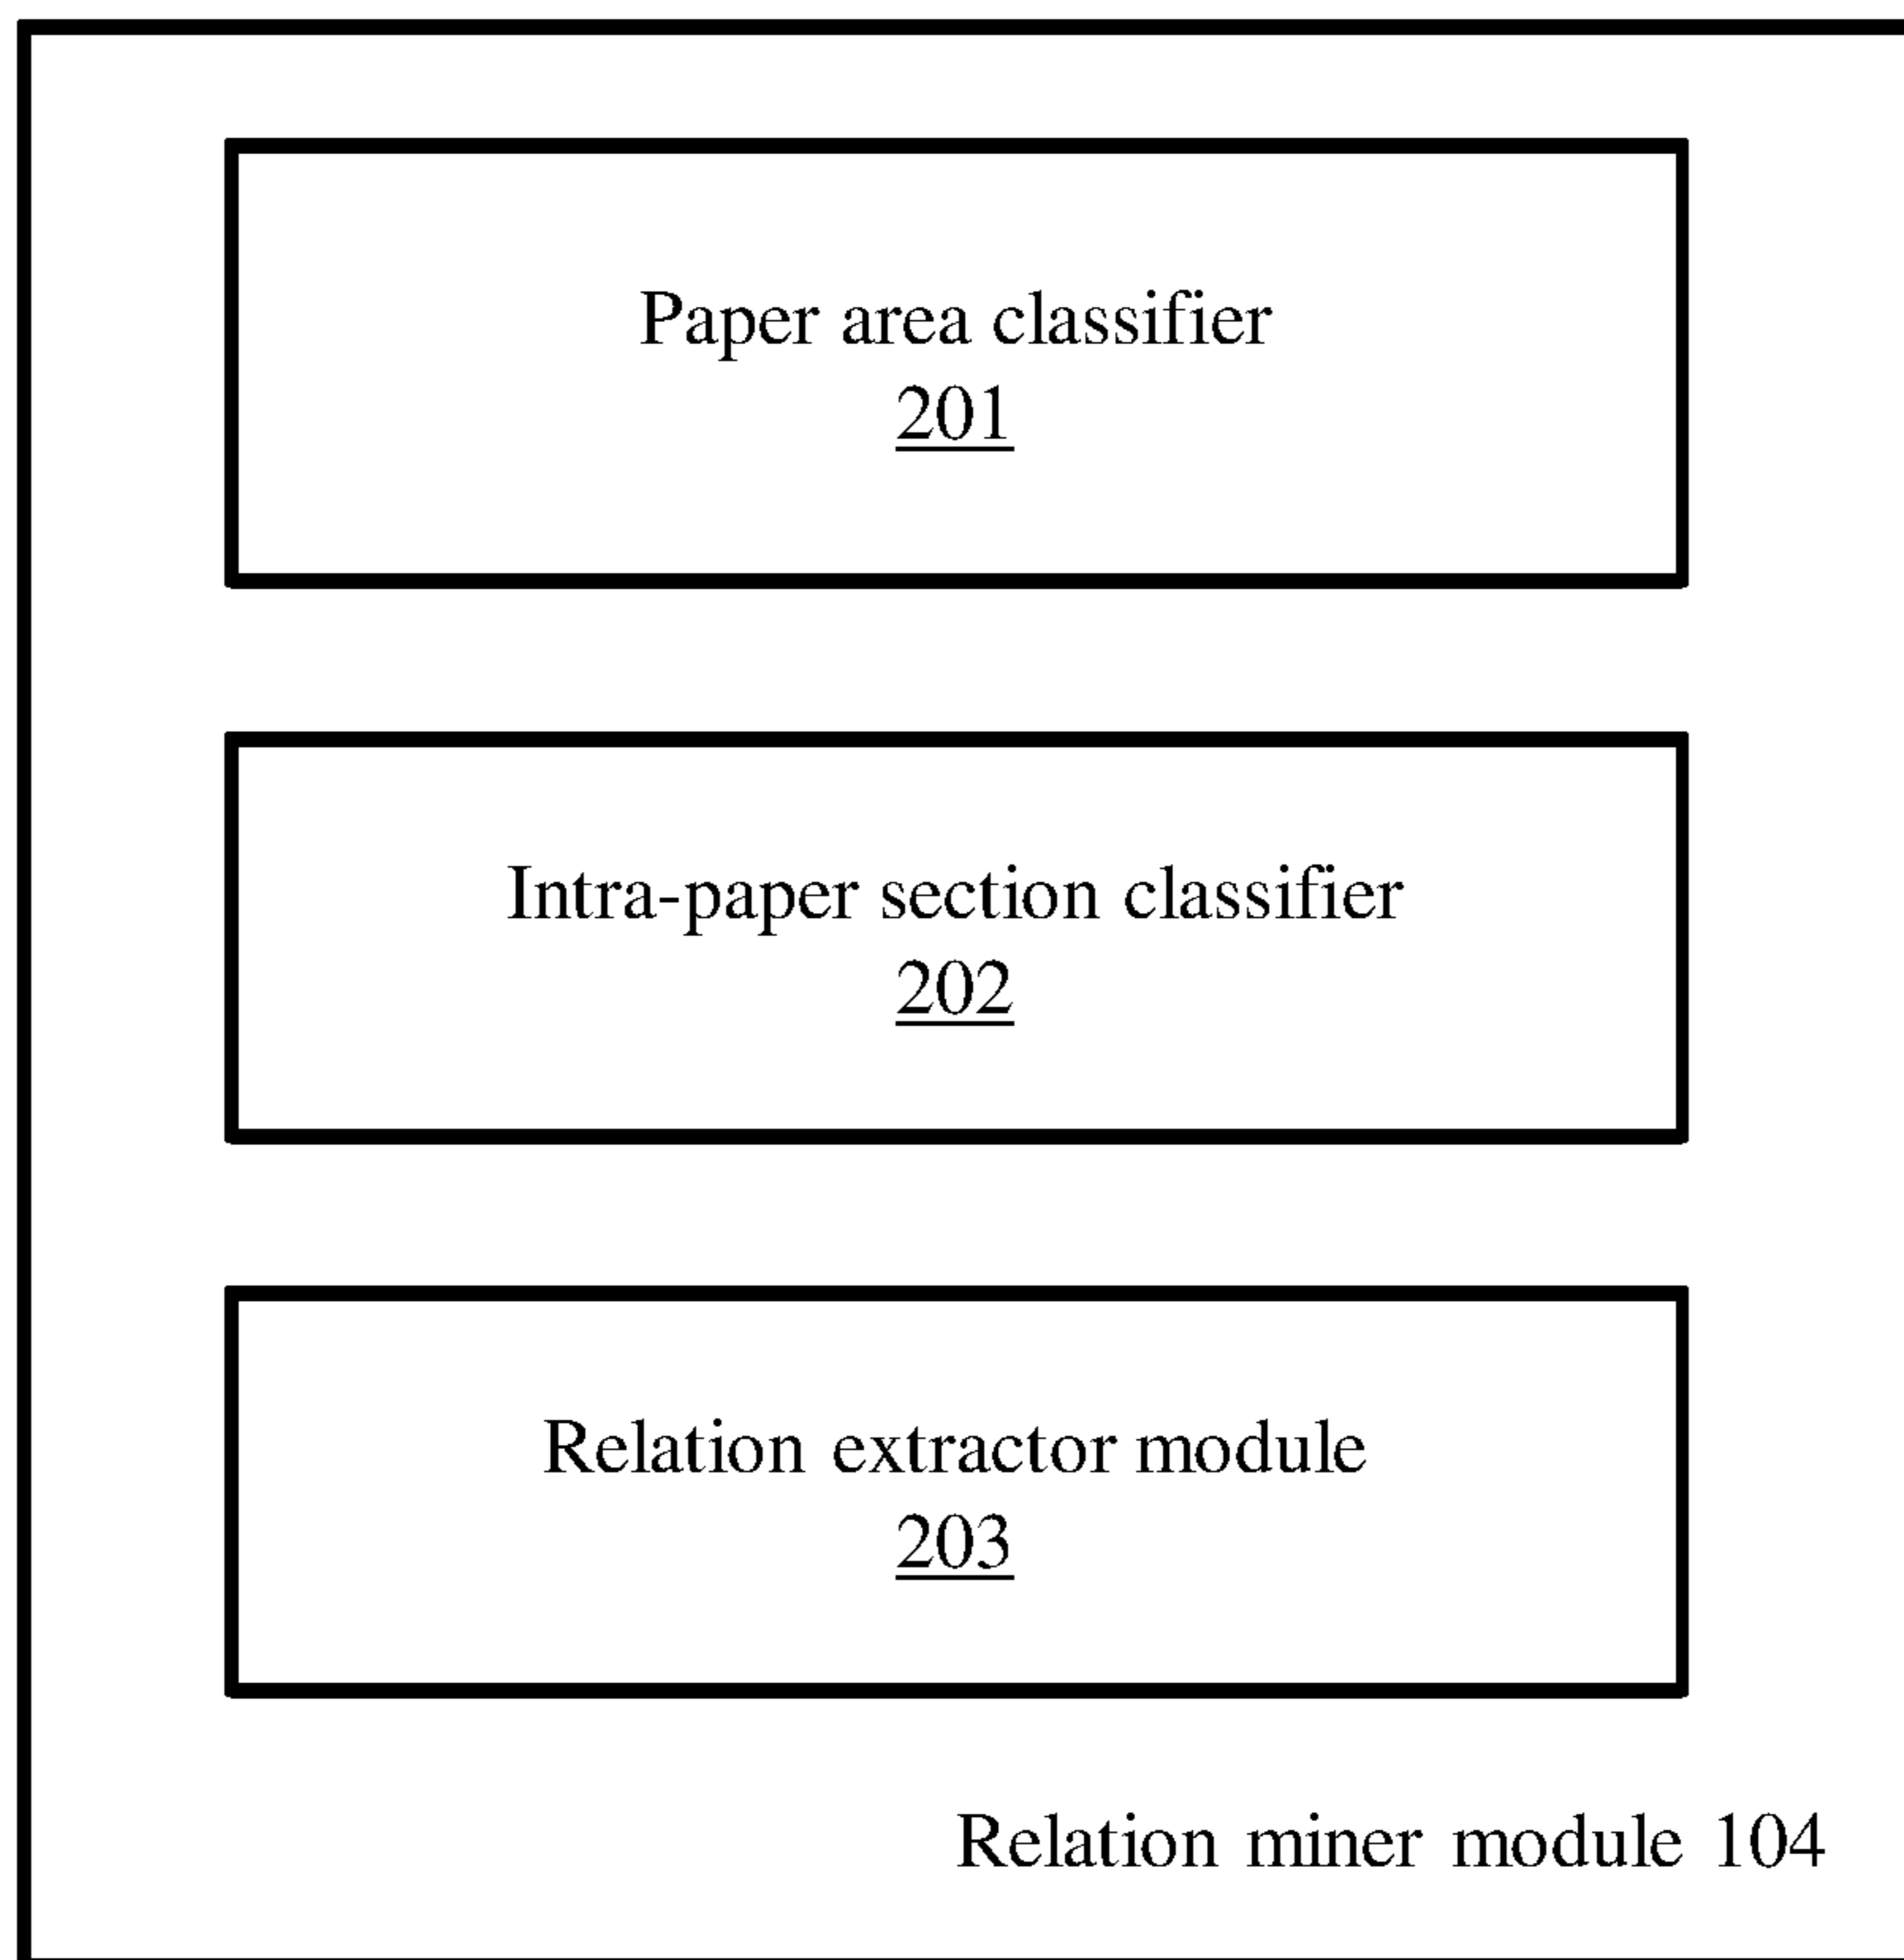 Paper area classifier
201
Intra-paper section classifier
202
Relation extractor module
203
Relation miner module 104